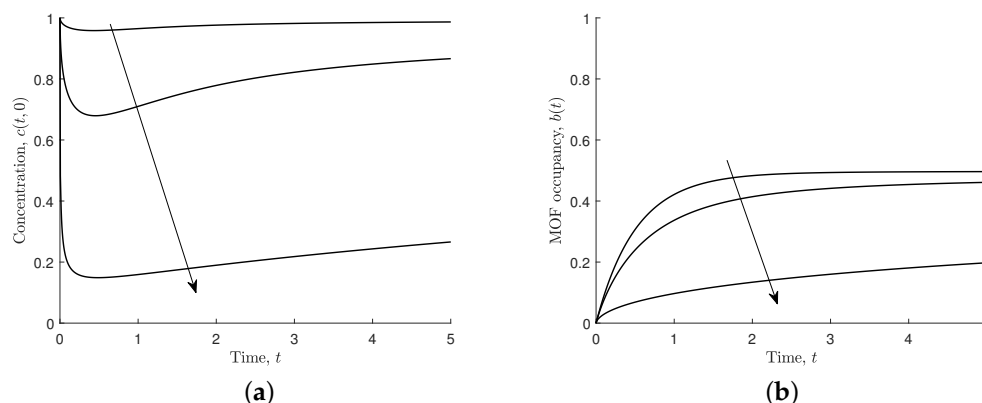 1
0.8
0.6
0.4
0.2
0
0 1 2 3 4 5
Concentration, c(t, 0)
Time, t
(a)
1
0.8
0.6
0.4
0.2
0
0 1 2 3 4
MOF occupancy, b(t)
Time, t
(b)